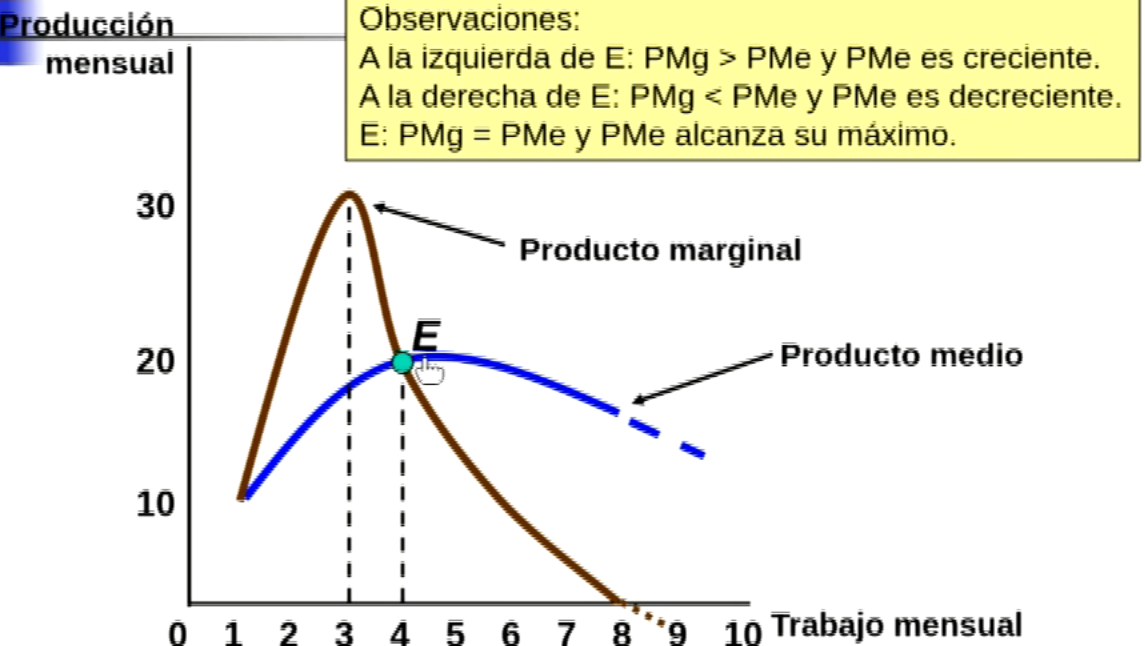 Producción
mensual
Observaciones:
A la izquierda de E: PMg > PMe y PMe es creciente.
A la derecha de E: PMg < PMe y PMe es decreciente.
E: PMg = PMe y PMe alcanza su máximo.
30
Producto marginal
E
20
Producto medio
10
0 1 2 3 4 5 6 7 8 9 10
Trabajo mensual